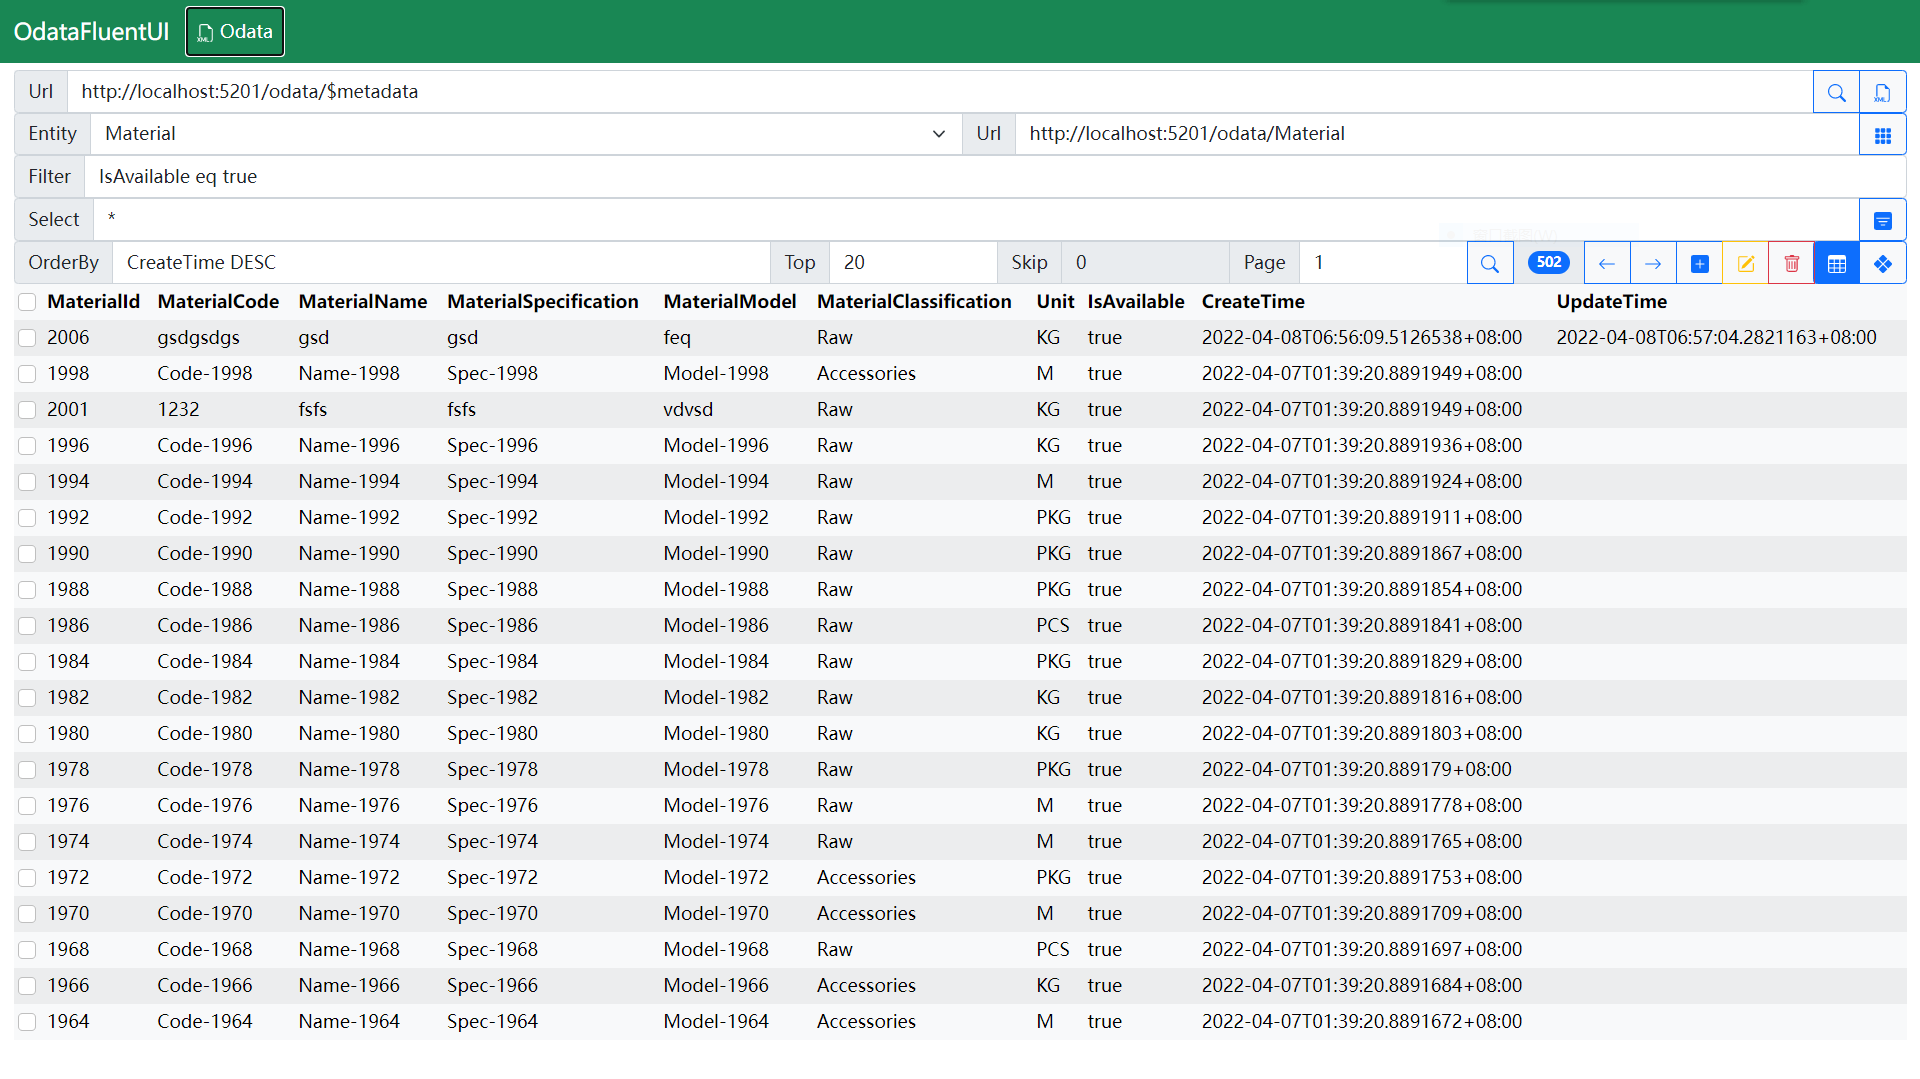 OdataFluentUI Odata
Url http://localhost:5201/odata/$metadata
Entity Material Url http://localhost:5201/odata/Material
Filter IsAvailable eq true
Select *
OrderBy CreateTime DESC Top 20 Skip 0 Page 1 502
MaterialId MaterialCode MaterialName MaterialSpecification MaterialModel MaterialClassification Unit IsAvailable CreateTime UpdateTime
2006 gsdgsdgs gsd gsd feq Raw KG true 2022-04-08T06:56:09.5126538+08:00 2022-04-08T06:57:04.2821163+08:00
1998 Code-1998 Name-1998 Spec-1998 Model-1998 Accessories M true 2022-04-07T01:39:20.8891949+08:00
2001 1232 fsfs fsfs vdvsd Raw KG true 2022-04-07T01:39:20.8891949+08:00
1996 Code-1996 Name-1996 Spec-1996 Model-1996 Raw KG true 2022-04-07T01:39:20.8891936+08:00
1994 Code-1994 Name-1994 Spec-1994 Model-1994 Raw M true 2022-04-07T01:39:20.8891924+08:00
1992 Code-1992 Name-1992 Spec-1992 Model-1992 Raw PKG true 2022-04-07T01:39:20.8891911+08:00
1990 Code-1990 Name-1990 Spec-1990 Model-1990 Raw PKG true 2022-04-07T01:39:20.8891867+08:00
1988 Code-1988 Name-1988 Spec-1988 Model-1988 Raw PKG true 2022-04-07T01:39:20.8891854+08:00
1986 Code-1986 Name-1986 Spec-1986 Model-1986 Raw PCS true 2022-04-07T01:39:20.8891841+08:00
1984 Code-1984 Name-1984 Spec-1984 Model-1984 Raw PKG true 2022-04-07T01:39:20.8891829+08:00
1982 Code-1982 Name-1982 Spec-1982 Model-1982 Raw KG true 2022-04-07T01:39:20.8891816+08:00
1980 Code-1980 Name-1980 Spec-1980 Model-1980 Raw KG true 2022-04-07T01:39:20.8891803+08:00
1978 Code-1978 Name-1978 Spec-1978 Model-1978 Raw PKG true 2022-04-07T01:39:20.889179+08:00
1976 Code-1976 Name-1976 Spec-1976 Model-1976 Raw M true 2022-04-07T01:39:20.8891778+08:00
1974 Code-1974 Name-1974 Spec-1974 Model-1974 Raw M true 2022-04-07T01:39:20.8891765+08:00
1972 Code-1972 Name-1972 Spec-1972 Model-1972 Accessories PKG true 2022-04-07T01:39:20.8891753+08:00
1970 Code-1970 Name-1970 Spec-1970 Model-1970 Accessories M true 2022-04-07T01:39:20.8891709+08:00
1968 Code-1968 Name-1968 Spec-1968 Model-1968 Raw PCS true 2022-04-07T01:39:20.8891697+08:00
1966 Code-1966 Name-1966 Spec-1966 Model-1966 Accessories KG true 2022-04-07T01:39:20.8891684+08:00
1964 Code-1964 Name-1964 Spec-1964 Model-1964 Accessories M true 2022-04-07T01:39:20.8891672+08:00